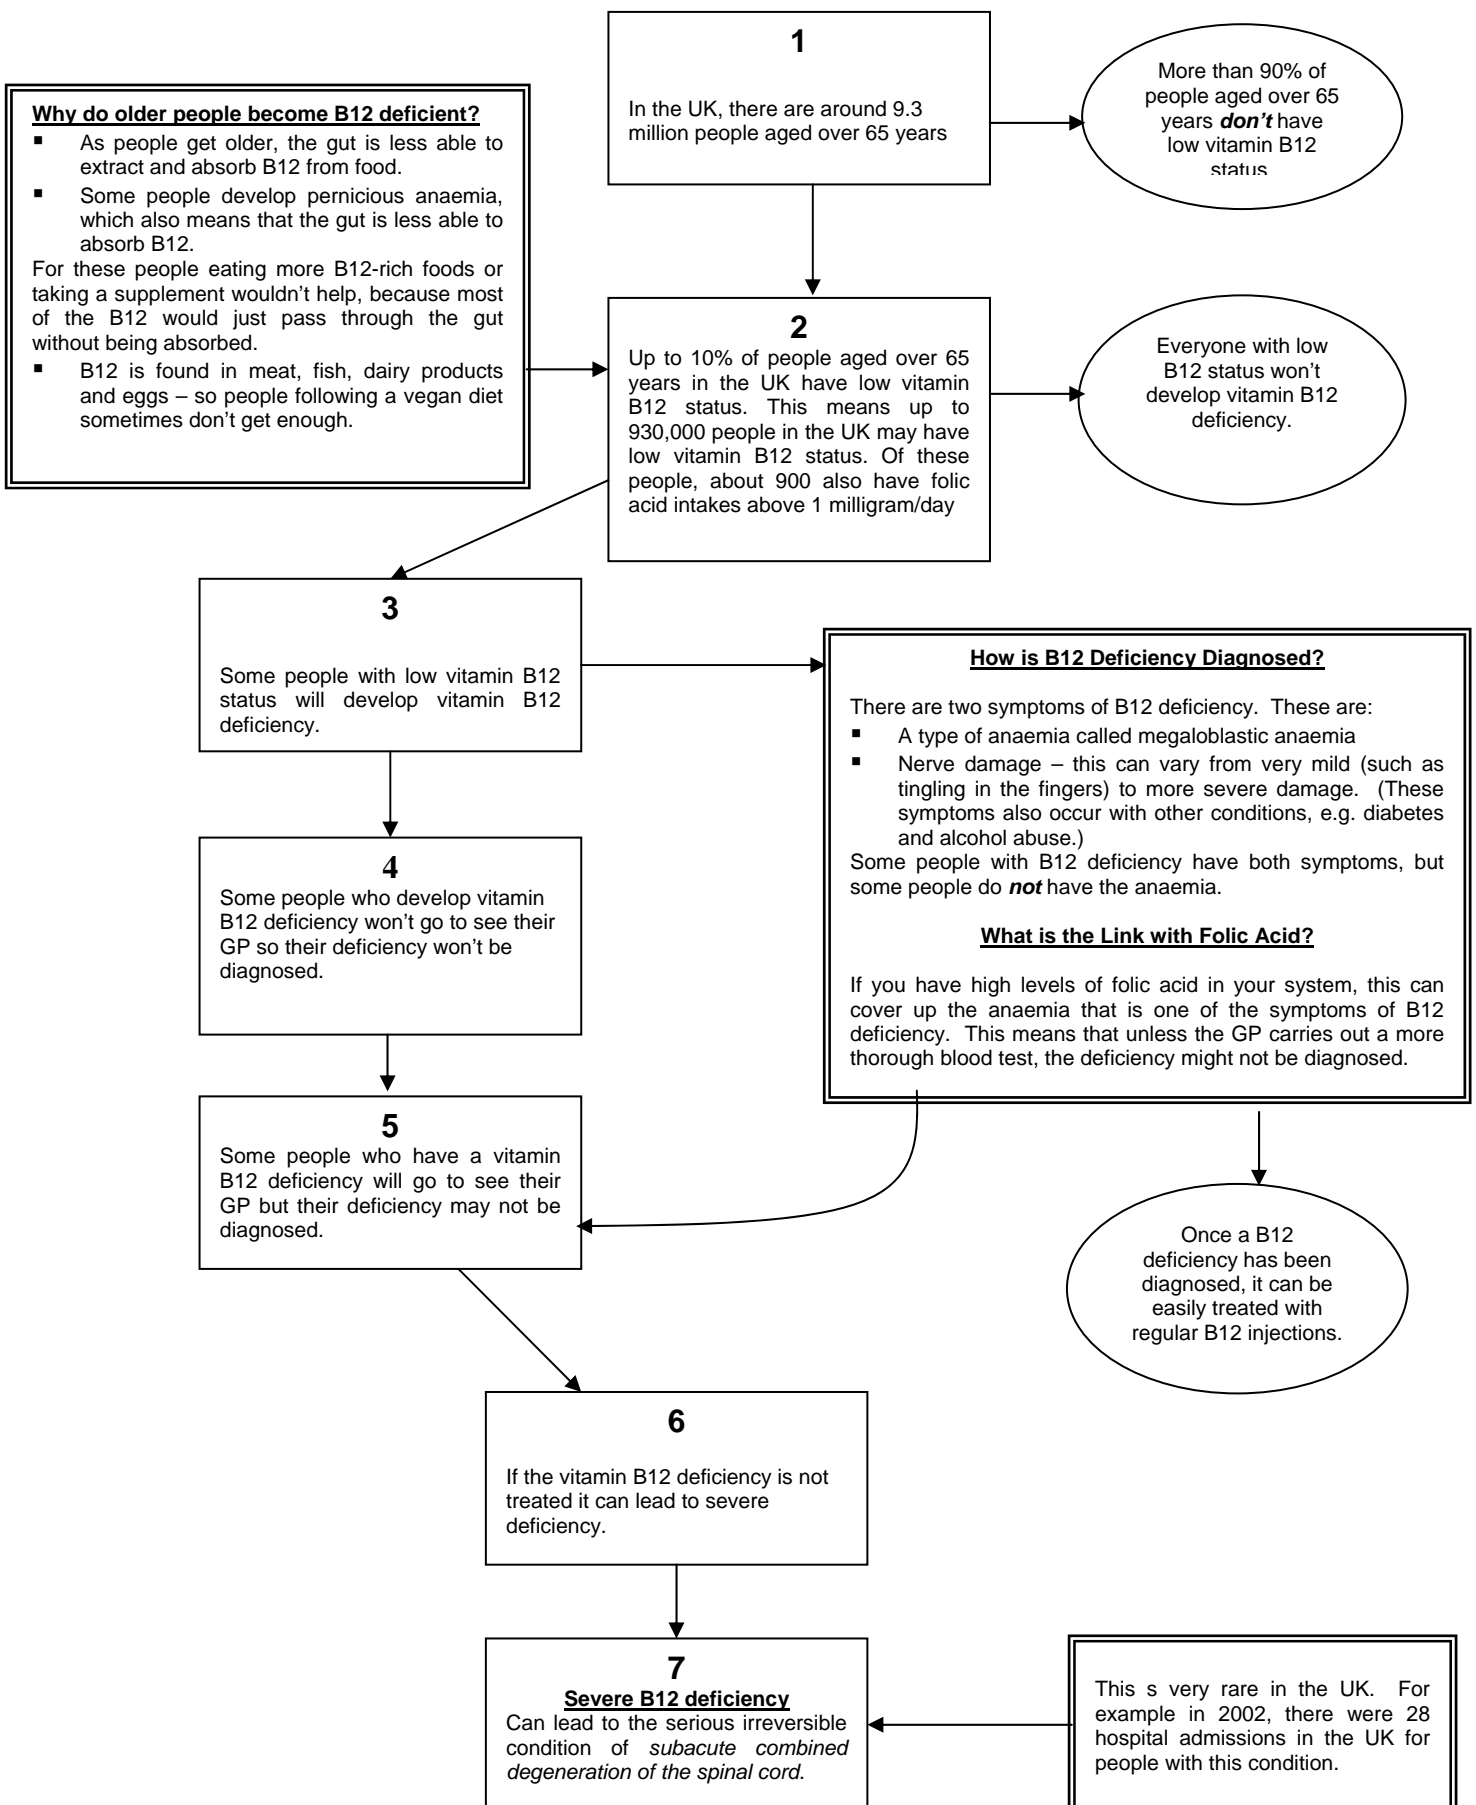 1
In the UK, there are around 9.3
million people aged over 65 years
More than 90% of
people aged over 65
years don't have
low vitamin B12
status
Why do older people become B12 deficient?
▪ As people get older, the gut is less able to
extract and absorb B12 from food.
▪ Some people develop pernicious anaemia,
which also means that the gut is less able to
absorb B12.
For these people eating more B12-rich foods or
taking a supplement wouldn't help, because most
of the B12 would just pass through the gut
without being absorbed.
▪ B12 is found in meat, fish, dairy products
and eggs – so people following a vegan diet
sometimes don't get enough.
2
Up to 10% of people aged over 65
years in the UK have low vitamin
B12 status. This means up to
930,000 people in the UK may have
low vitamin B12 status. Of these
people, about 900 also have folic
acid intakes above 1 milligram/day
Everyone with low
B12 status won't
develop vitamin B12
deficiency.
3
Some people with low vitamin B12
status will develop vitamin B12
deficiency.
How is B12 Deficiency Diagnosed?
There are two symptoms of B12 deficiency. These are:
▪ A type of anaemia called megaloblastic anaemia
▪ Nerve damage – this can vary from very mild (such as
tingling in the fingers) to more severe damage. (These
symptoms also occur with other conditions, e.g. diabetes
and alcohol abuse.)
Some people with B12 deficiency have both symptoms, but
some people do not have the anaemia.
What is the Link with Folic Acid?
If you have high levels of folic acid in your system, this can
cover up the anaemia that is one of the symptoms of B12
deficiency. This means that unless the GP carries out a more
thorough blood test, the deficiency might not be diagnosed.
4
Some people who develop vitamin
B12 deficiency won't go to see their
GP so their deficiency won't be
diagnosed.
5
Some people who have a vitamin
B12 deficiency will go to see their
GP but their deficiency may not be
diagnosed.
Once a B12
deficiency has been
diagnosed, it can be
easily treated with
regular B12 injections.
6
If the vitamin B12 deficiency is not
treated it can lead to severe
deficiency.
7
Severe B12 deficiency
Can lead to the serious irreversible
condition of subacute combined
degeneration of the spinal cord.
This s very rare in the UK. For
example in 2002, there were 28
hospital admissions in the UK for
people with this condition.